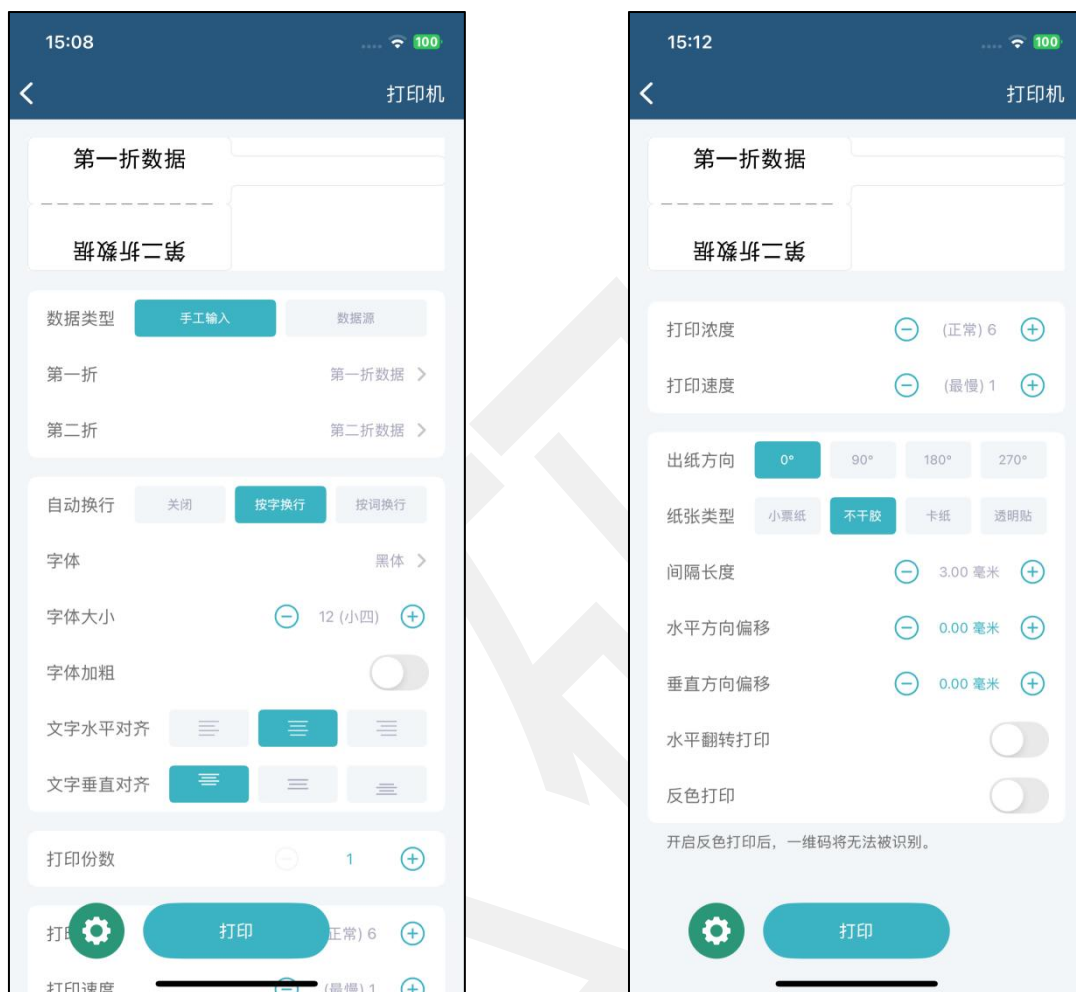 15:08
100
打印机
第一折数据
第二折数据
数据类型 手工输入 数据源
第一折 第一折数据
第二折 第二折数据
自动换行 关闭 按字换行 按词换行
字体 黑体
字体大小 12 (小四)
字体加粗
文字水平对齐
文字垂直对齐
打印份数 1
打印 正常) 6
打印速度 (最慢) 1
15:12
100
打印机
第一折数据
第二折数据
打印浓度 (正常) 6
打印速度 (最慢) 1
出纸方向 0° 90° 180° 270°
纸张类型 小票纸 不干胶 卡纸 透明贴
间隔长度 3.00 毫米
水平方向偏移 0.00 毫米
垂直方向偏移 0.00 毫米
水平翻转打印
反色打印
开启反色打印后，一维码将无法被识别。
打印